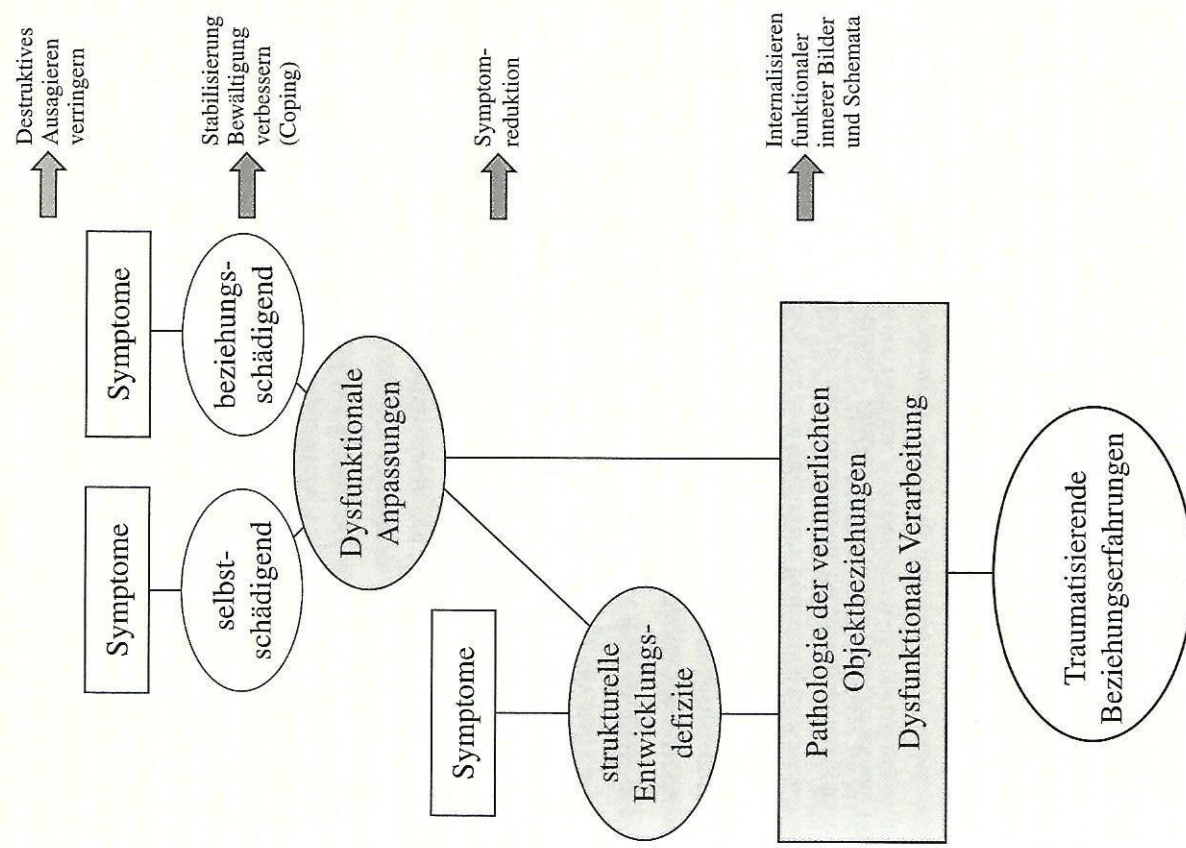 Symptome
Symptome
Destruktives
Ausagieren
verringern
selbst-
schädigend
beziehungs-
schädigend
Stabilisierung
Bewältigung
verbessern
(Coping)
Dysfunktionale
Anpassungen
Symptome
Symptom-
reduktion
strukturelle
Entwicklungs-
defizite
Pathologie der verinnerlichten
Objektbeziehungen
Dysfunktionale Verarbeitung
Internalisieren
funktionaler
innerer Bilder
und Schemata
Traumatisierende
Beziehungserfahrungen